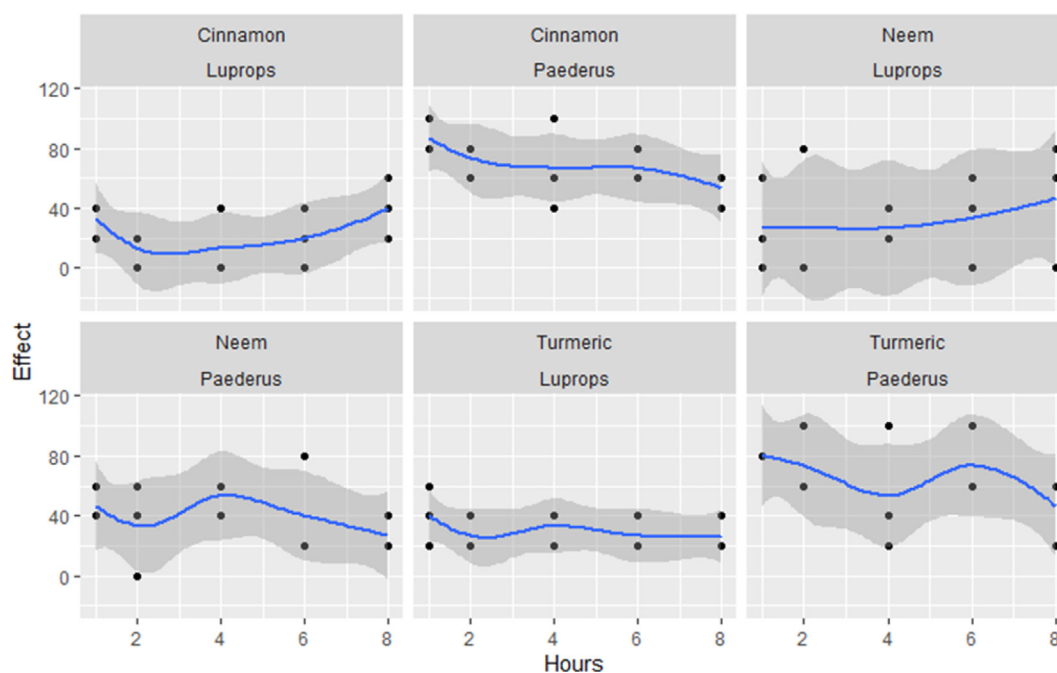 Cinnamon
Luprops
Cinnamon
Paederus
Neem
Luprops
120
80
40
0
Effect
Neem
Paederus
Turmeric
Luprops
Turmeric
Paederus
120
80
40
0
2 4 6 8
2 4 6 8
2 4 6 8
Hours